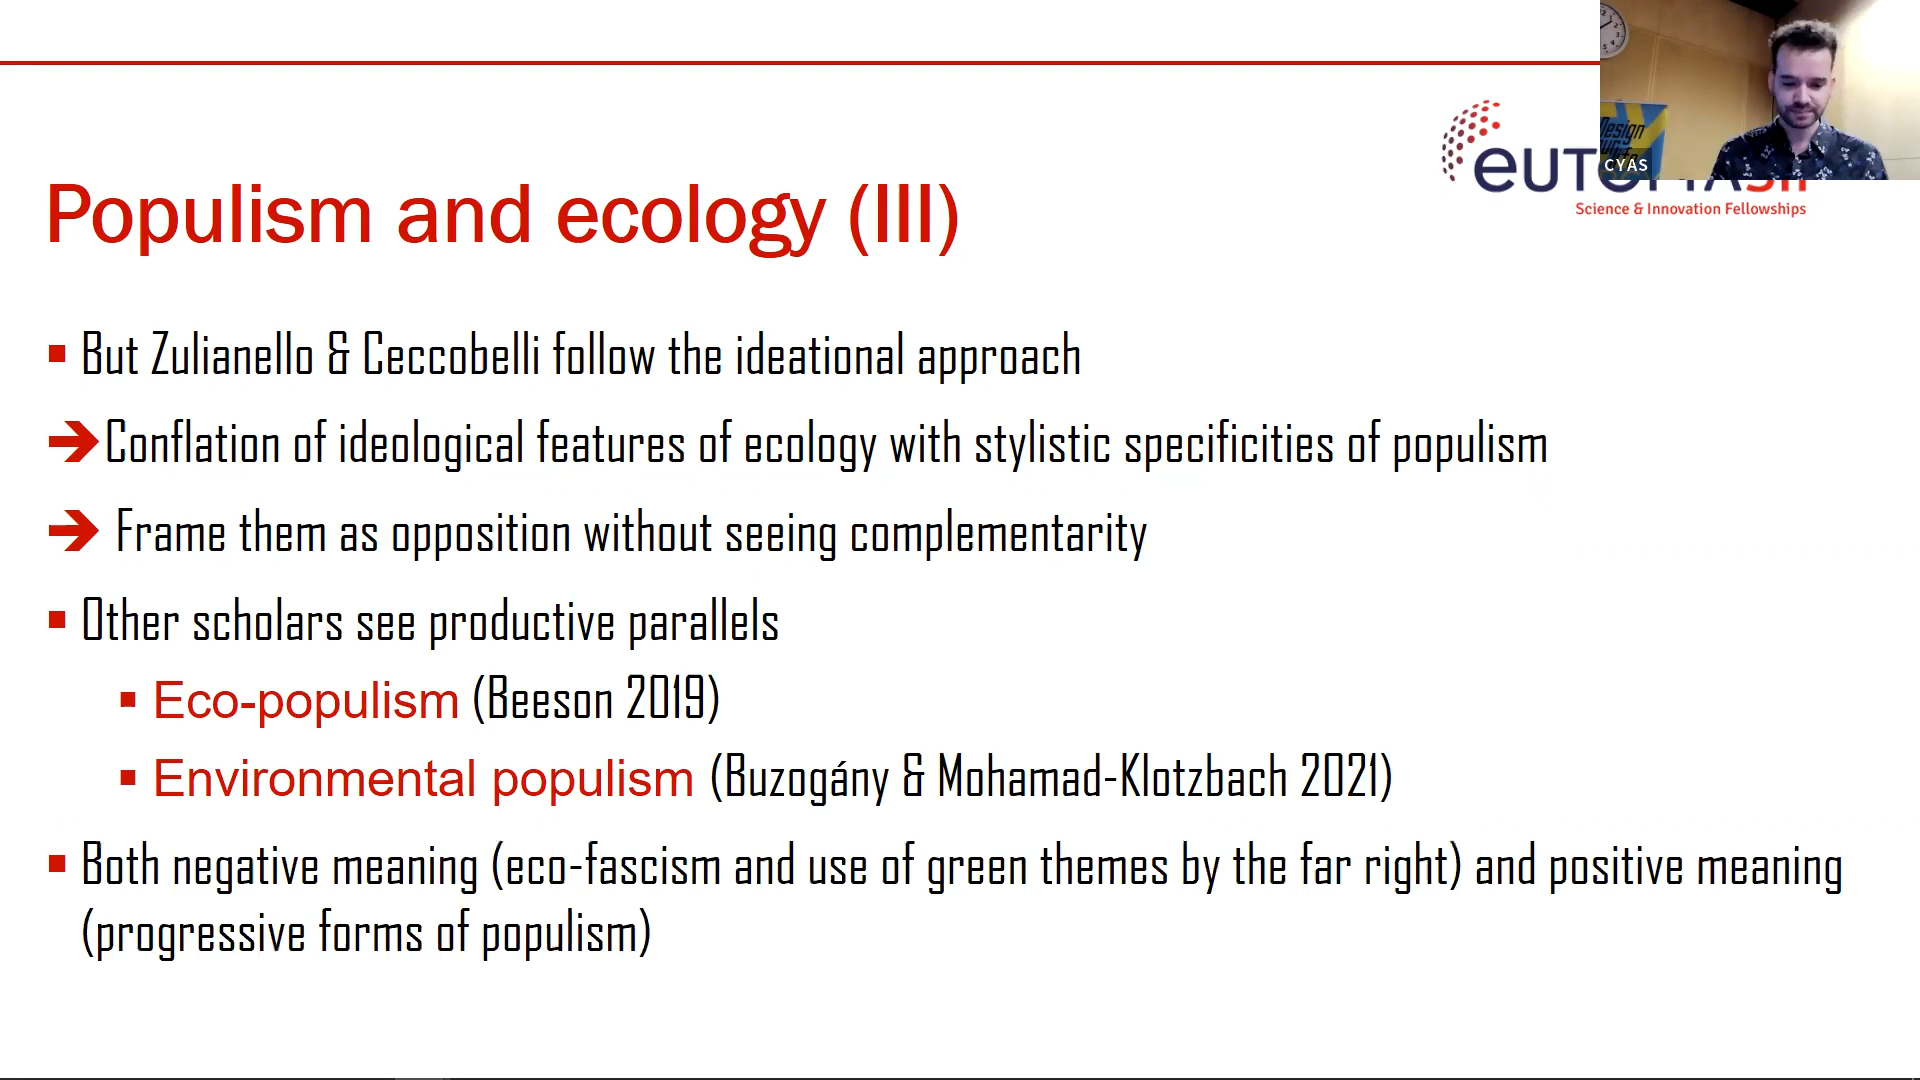 CYAS
Science & Innovation Fellowships
Populism and ecology (III)
But Zulianello & Ceccobelli follow the ideational approach
Conflation of ideological features of ecology with stylistic specificities of populism
Frame them as opposition without seeing complementarity
Other scholars see productive parallels
Eco-populism (Beeson 2019)
Environmental populism (Buzogány & Mohamad-Klotzbach 2021)
Both negative meaning (eco-fascism and use of green themes by the far right) and positive meaning
(progressive forms of populism)